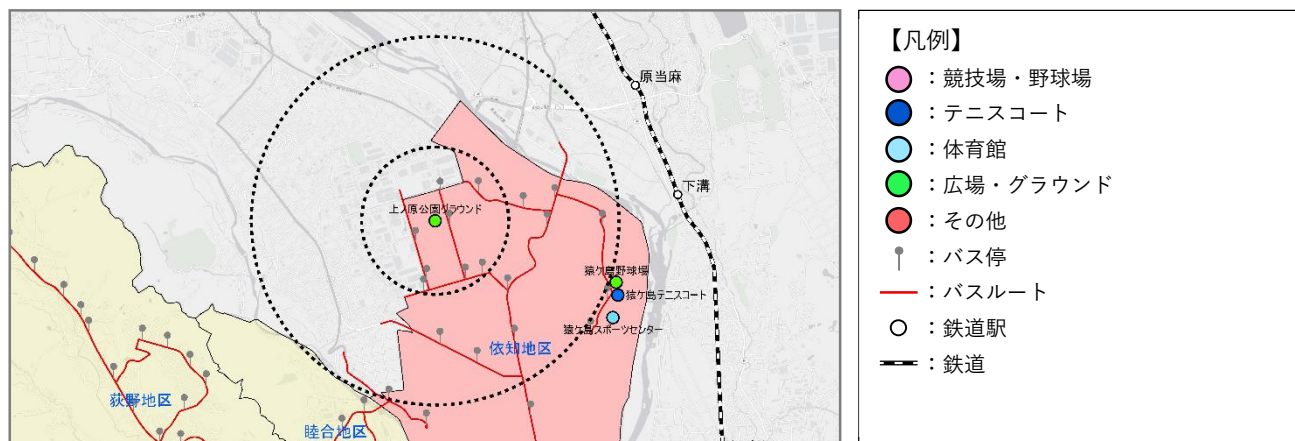 原当麻
下溝
上ノ原公園グラウンド
猿ケ島野球場
猿ケ島テニスコート
猿ケ島スポーツセンター
依知地区
荻野地区
睦合地区
【凡例】
：競技場・野球場
：テニスコート
：体育館
：広場・グラウンド
：その他
：バス停
：バスルート
：鉄道駅
：鉄道